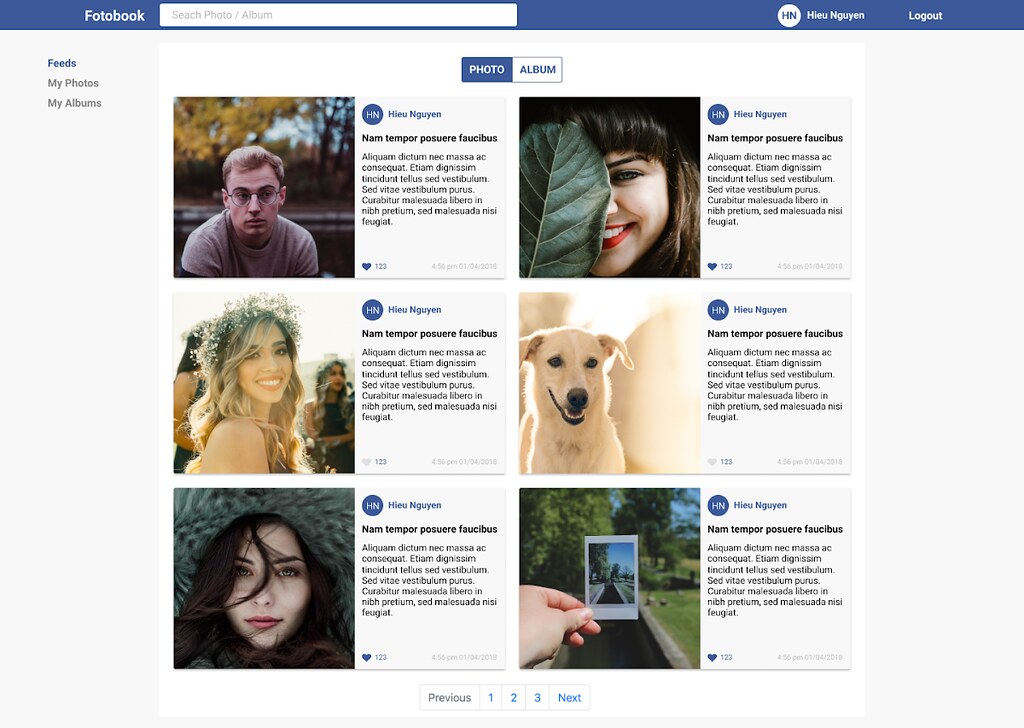 Fotobook
Seach Photo / Album
HN Hieu Nguyen
Logout
Feeds
My Photos
My Albums
PHOTO ALBUM
HN Hieu Nguyen
Nam tempor posuere faucibus
Aliquam dictum nec massa ac
consequat. Etiam dignissim
tincidunt tellus sed vestibulum.
Sed vitae vestibulum purus.
Curabitur malesuada libero in
nibh pretium, sed malesuada nisi
feugiat.
123 4:56 pm 01/04/2018
HN Hieu Nguyen
Nam tempor posuere faucibus
Aliquam dictum nec massa ac
consequat. Etiam dignissim
tincidunt tellus sed vestibulum.
Sed vitae vestibulum purus.
Curabitur malesuada libero in
nibh pretium, sed malesuada nisi
feugiat.
123 4:56 pm 01/04/2018
HN Hieu Nguyen
Nam tempor posuere faucibus
Aliquam dictum nec massa ac
consequat. Etiam dignissim
tincidunt tellus sed vestibulum.
Sed vitae vestibulum purus.
Curabitur malesuada libero in
nibh pretium, sed malesuada nisi
feugiat.
123 4:56 pm 01/04/2018
HN Hieu Nguyen
Nam tempor posuere faucibus
Aliquam dictum nec massa ac
consequat. Etiam dignissim
tincidunt tellus sed vestibulum.
Sed vitae vestibulum purus.
Curabitur malesuada libero in
nibh pretium, sed malesuada nisi
feugiat.
123 4:56 pm 01/04/2018
HN Hieu Nguyen
Nam tempor posuere faucibus
Aliquam dictum nec massa ac
consequat. Etiam dignissim
tincidunt tellus sed vestibulum.
Sed vitae vestibulum purus.
Curabitur malesuada libero in
nibh pretium, sed malesuada nisi
feugiat.
123 4:56 pm 01/04/2018
HN Hieu Nguyen
Nam tempor posuere faucibus
Aliquam dictum nec massa ac
consequat. Etiam dignissim
tincidunt tellus sed vestibulum.
Sed vitae vestibulum purus.
Curabitur malesuada libero in
nibh pretium, sed malesuada nisi
feugiat.
123 4:56 pm 01/04/2018
Previous 1 2 3 Next